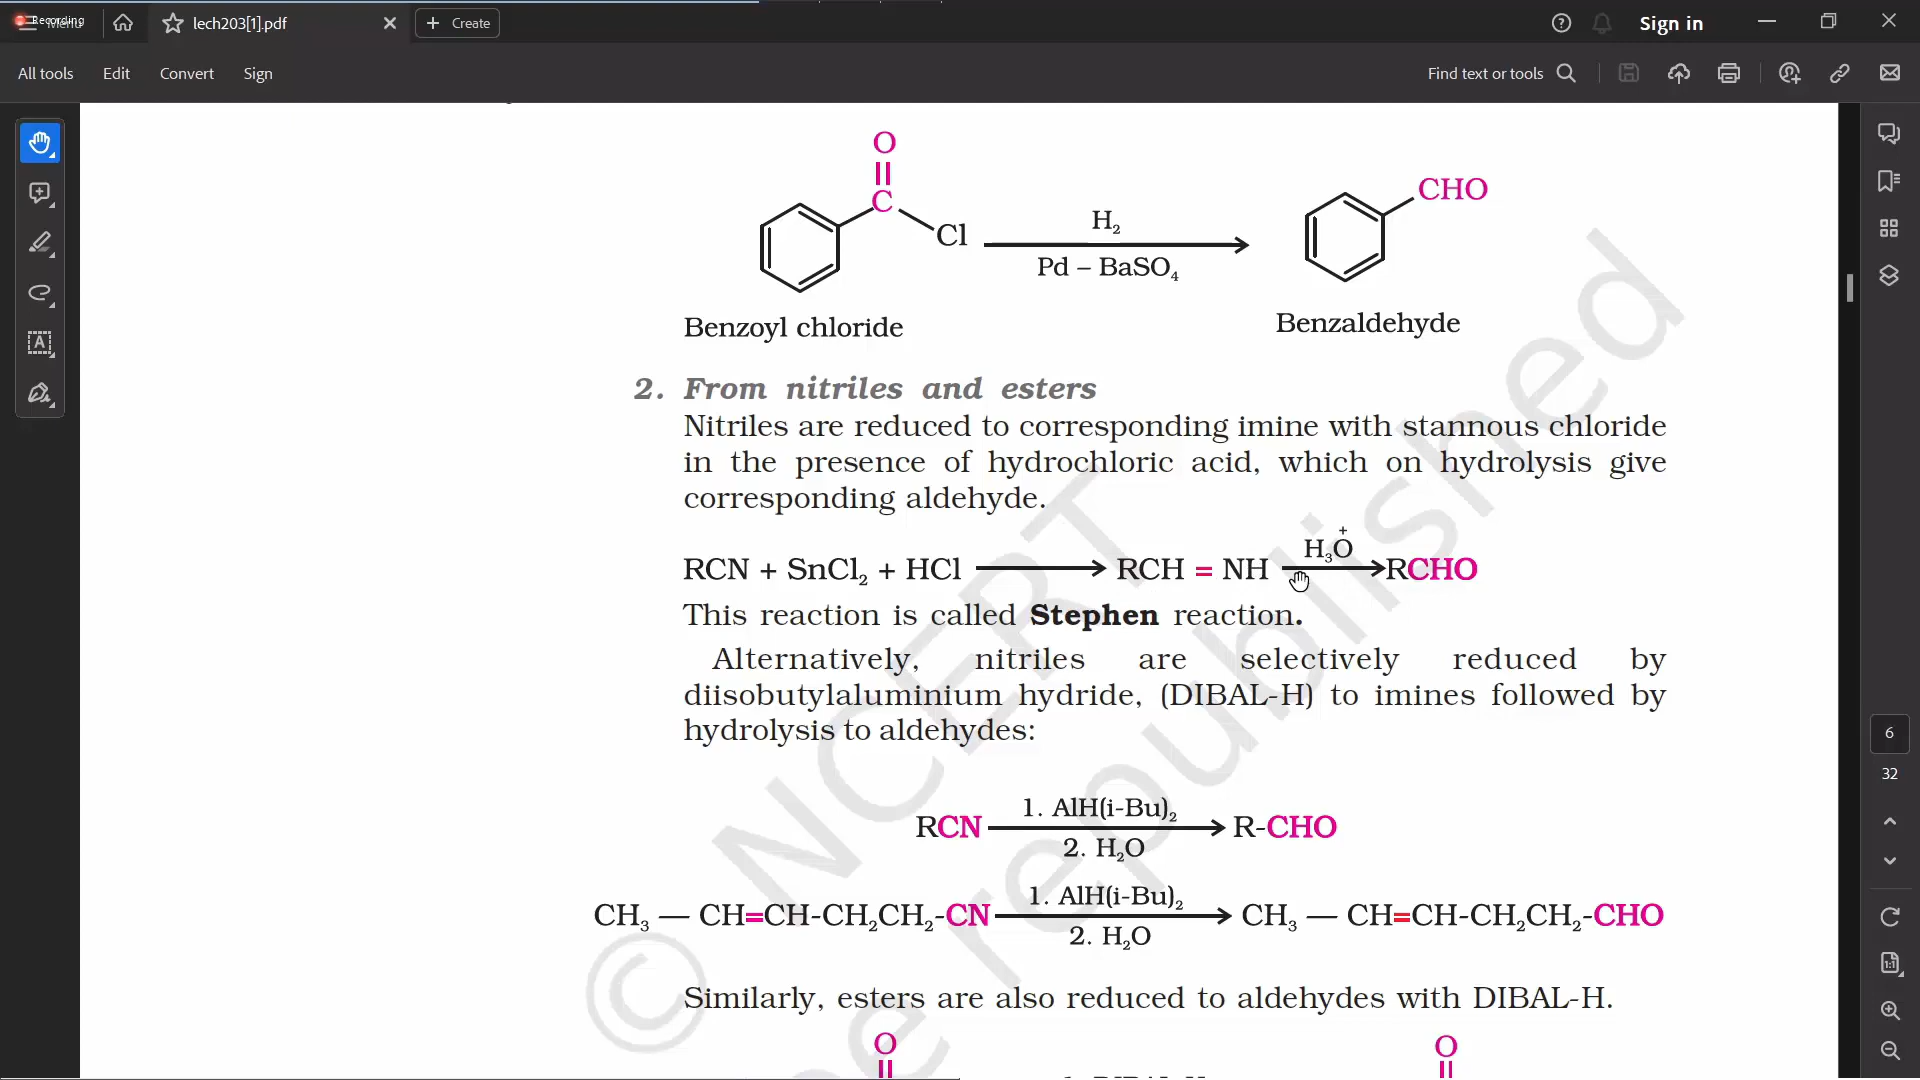 Recording
Menu
lech203[1].pdf
Create
Sign in
All tools
Edit
Convert
Sign
Find text or tools
O
C
Cl
H₂
Pd – BaSO₄
CHO
Benzoyl chloride
Benzaldehyde
2. From nitriles and esters
Nitriles are reduced to corresponding imine with stannous chloride
in the presence of hydrochloric acid, which on hydrolysis give
corresponding aldehyde.
RCN + SnCl₂ + HCl ⟶ RCH = NH H₃O⁺ ⟶ RCHO
This reaction is called Stephen reaction.
Alternatively, nitriles are selectively reduced by
diisobutylaluminium hydride, (DIBAL-H) to imines followed by
hydrolysis to aldehydes:
1. AlH(i-Bu)₂
RCN ⟶ R-CHO
2. H₂O
1. AlH(i-Bu)₂
CH₃ — CH=CH-CH₂CH₂-CN ⟶ CH₃ — CH=CH-CH₂CH₂-CHO
2. H₂O
Similarly, esters are also reduced to aldehydes with DIBAL-H.
O
O
© NCERT
republished
6
32